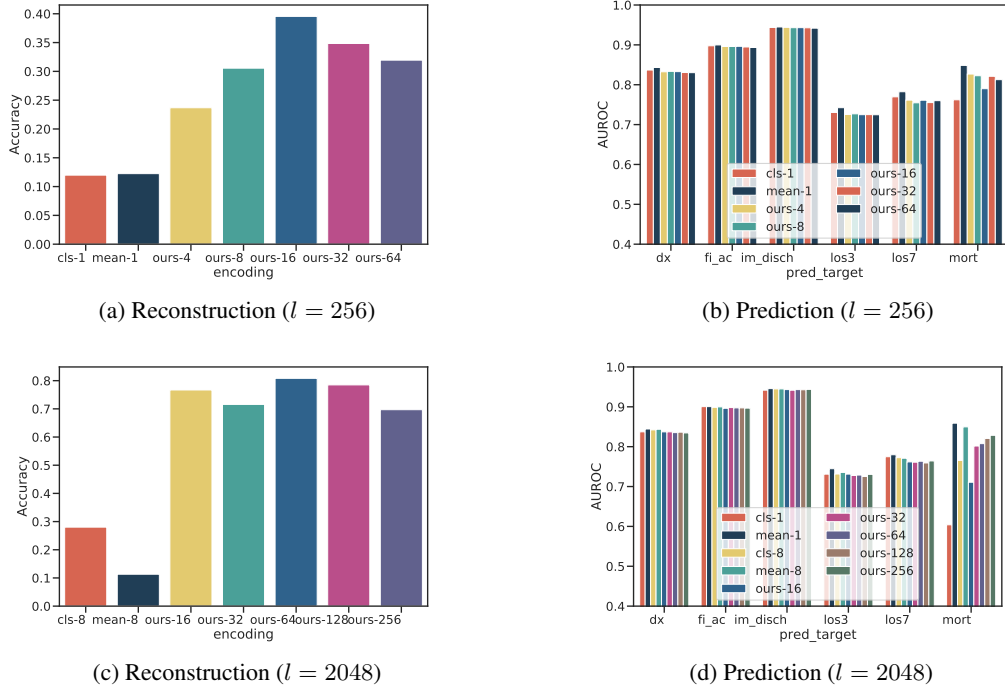 0.40
0.35
0.30
0.25
0.20
0.15
0.10
0.05
0.00
Accuracy
cls-1 mean-1 ours-4 ours-8 ours-16 ours-32 ours-64
encoding
(a) Reconstruction (l = 256)
1.0
0.9
0.8
0.7
0.6
0.5
0.4
AUROC
cls-1
mean-1
ours-4
ours-8
ours-16
ours-32
ours-64
dx fi_ac im_disch los3 los7 mort
pred_target
(b) Prediction (l = 256)
0.8
0.7
0.6
0.5
0.4
0.3
0.2
0.1
0.0
Accuracy
cls-8 mean-8 ours-16 ours-32 ours-64 ours-128 ours-256
encoding
(c) Reconstruction (l = 2048)
1.0
0.9
0.8
0.7
0.6
0.5
0.4
AUROC
cls-1
mean-1
cls-8
mean-8
ours-16
ours-32
ours-64
ours-128
ours-256
dx fi_ac im_disch los3 los7 mort
pred_target
(d) Prediction (l = 2048)